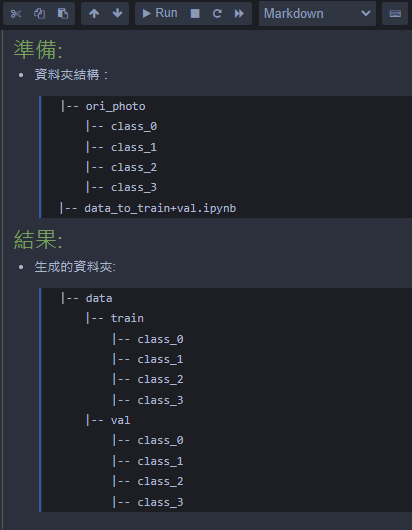 Run
Markdown
準備:
資料夾結構：
|-- ori_photo
|-- class_0
|-- class_1
|-- class_2
|-- class_3
|-- data_to_train+val.ipynb
結果:
生成的資料夾:
|-- data
|-- train
|-- class_0
|-- class_1
|-- class_2
|-- class_3
|-- val
|-- class_0
|-- class_1
|-- class_2
|-- class_3